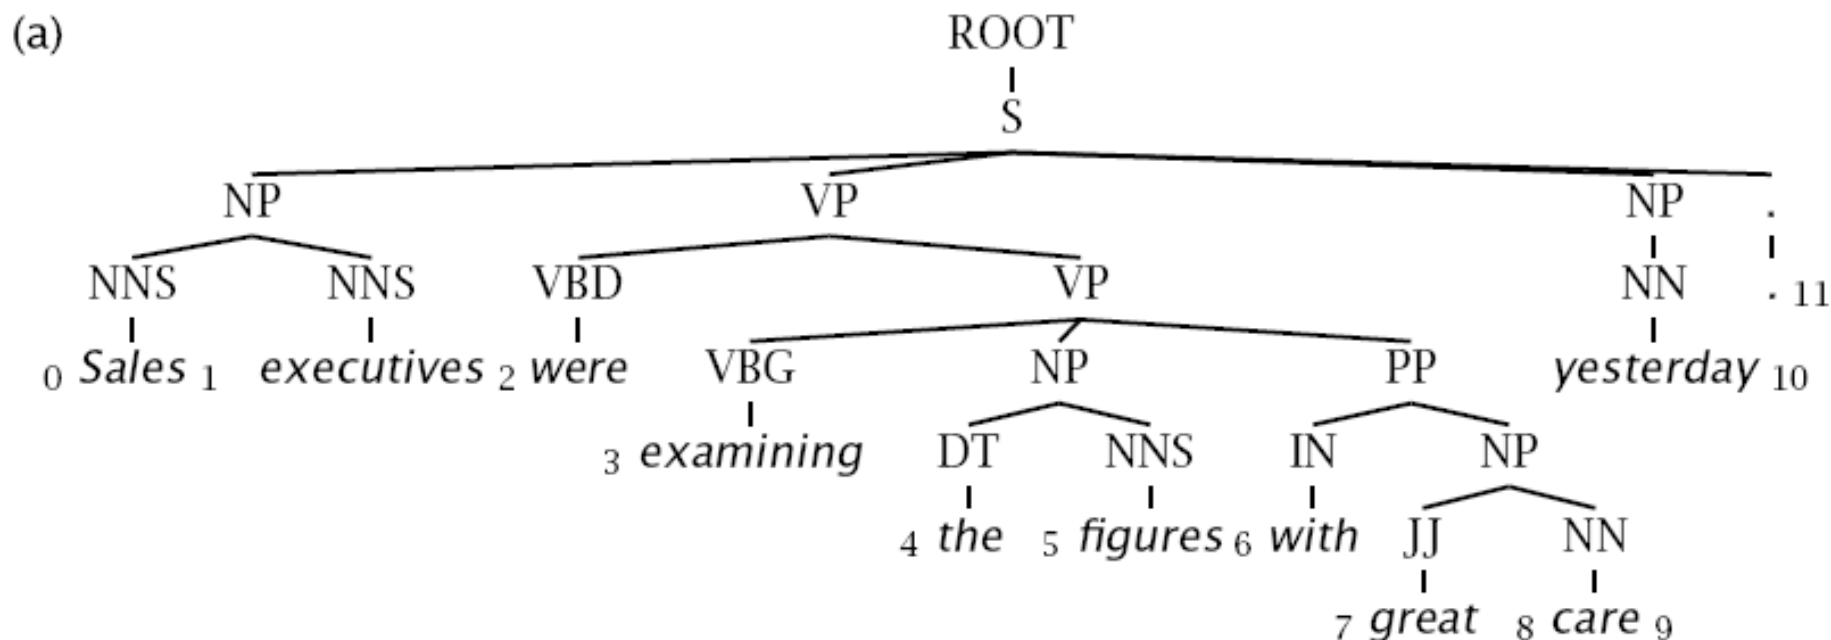 (a) ROOT
S
NP VP NP .
NNS NNS VBD VP NN . 11
0 Sales 1 executives 2 were VBG NP PP yesterday 10
3 examining DT NNS IN NP
4 the 5 figures 6 with JJ NN
7 great 8 care 9